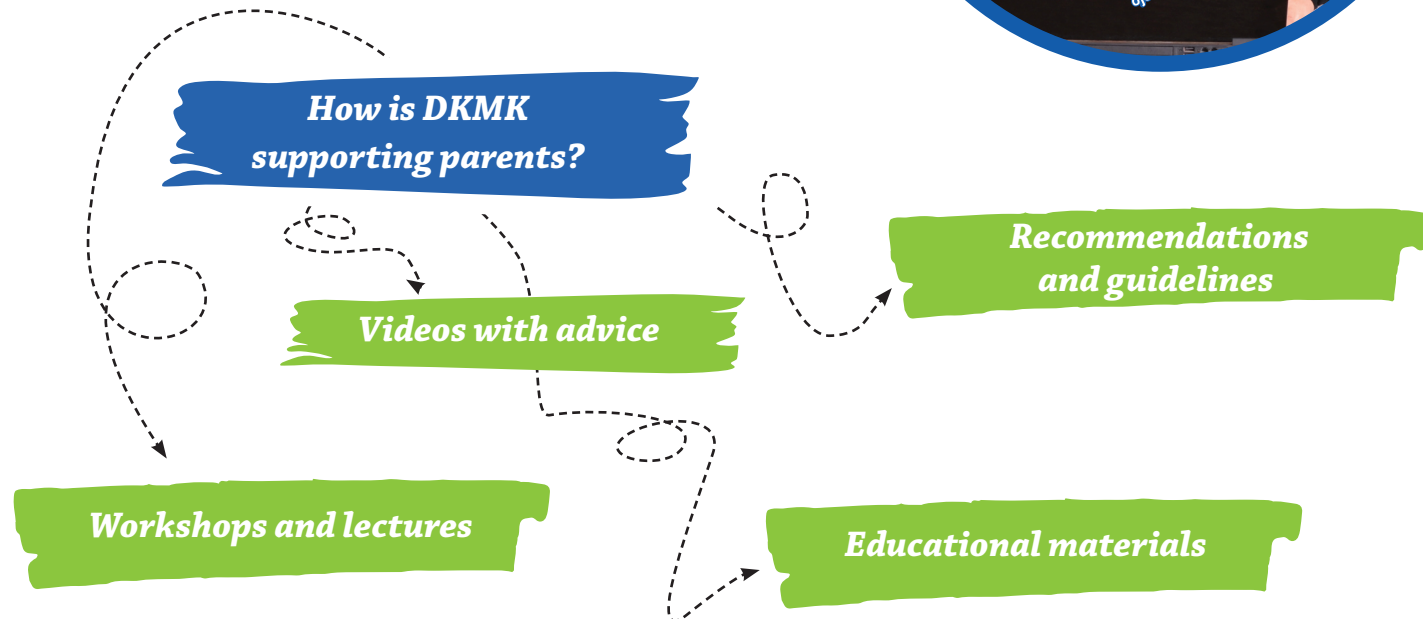 How is DKMK
supporting parents?
Recommendations
and guidelines
Videos with advice
Workshops and lectures
Educational materials